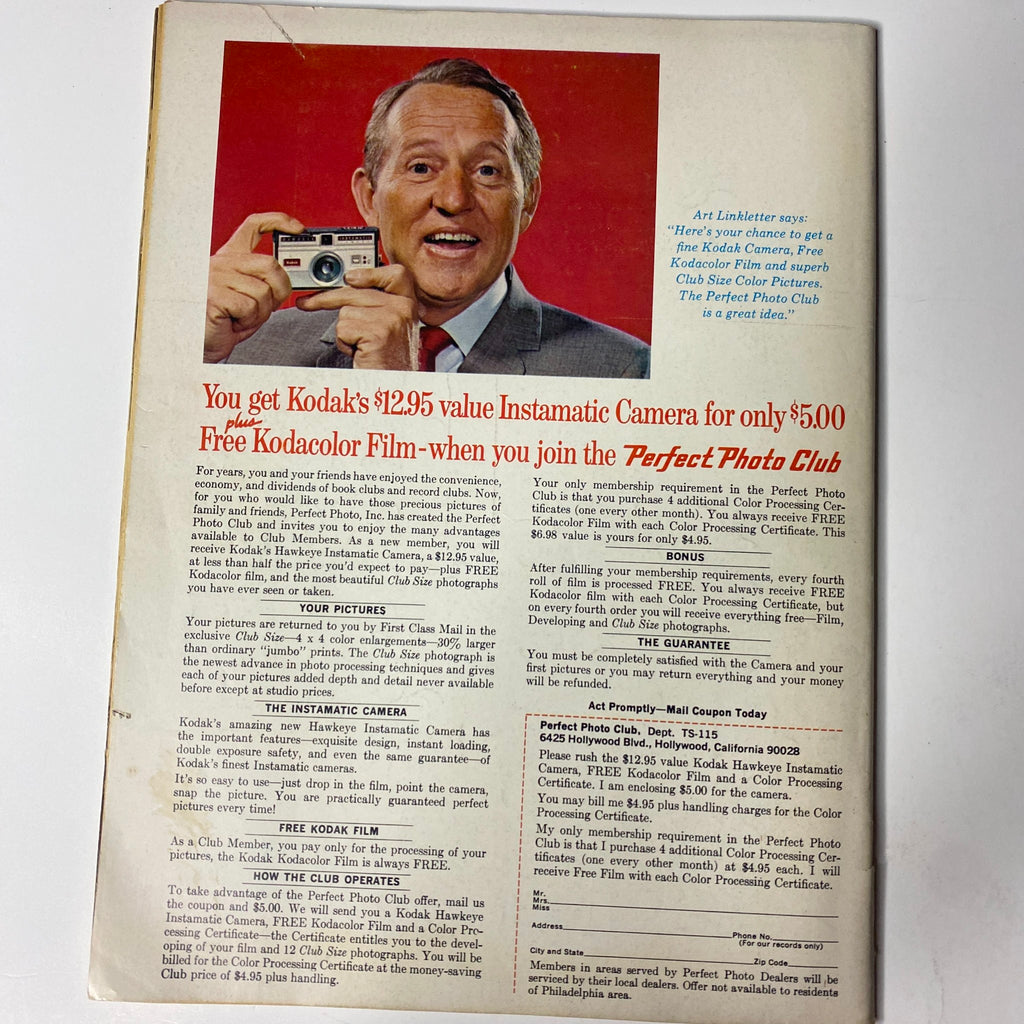 Art Linkletter says:
"Here's your chance to get a
fine Kodak Camera, Free
Kodacolor Film and superb
Club Size Color Pictures.
The Perfect Photo Club
is a great idea."
You get Kodak's $12.95 value Instamatic Camera for only $5.00
plus
Free Kodacolor Film-when you join the Perfect Photo Club
For years, you and your friends have enjoyed the convenience,
economy, and dividends of book clubs and record clubs. Now,
for you who would like to have those precious pictures of
family and friends, Perfect Photo, Inc. has created the Perfect
Photo Club and invites you to enjoy the many advantages
available to Club Members. As a new member, you will
receive Kodak's Hawkeye Instamatic Camera, a $12.95 value,
at less than half the price you'd expect to pay—plus FREE
Kodacolor film, and the most beautiful Club Size photographs
you have ever seen or taken.
YOUR PICTURES
Your pictures are returned to you by First Class Mail in the
exclusive Club Size—4 x 4 color enlargements—30% larger
than ordinary "jumbo" prints. The Club Size photograph is
the newest advance in photo processing techniques and gives
each of your pictures added depth and detail never available
before except at studio prices.
THE INSTAMATIC CAMERA
Kodak's amazing new Hawkeye Instamatic Camera has
the important features—exquisite design, instant loading,
double exposure safety, and even the same guarantee—of
Kodak's finest Instamatic cameras.
It's so easy to use—just drop in the film, point the camera,
snap the picture. You are practically guaranteed perfect
pictures every time!
FREE KODAK FILM
As a Club Member, you pay only for the processing of your
pictures, the Kodak Kodacolor Film is always FREE.
HOW THE CLUB OPERATES
To take advantage of the Perfect Photo Club offer, mail us
the coupon and $5.00. We will send you a Kodak Hawkeye
Instamatic Camera, FREE Kodacolor Film and a Color Pro-
cessing Certificate—the Certificate entitles you to the devel-
oping of your film and 12 Club Size photographs. You will be
billed for the Color Processing Certificate at the money-saving
Club price of $4.95 plus handling.
Your only membership requirement in the Perfect Photo
Club is that you purchase 4 additional Color Processing Cer-
tificates (one every other month). You always receive FREE
Kodacolor Film with each Color Processing Certificate. This
$6.98 value is yours for only $4.95.
BONUS
After fulfilling your membership requirements, every fourth
roll of film is processed FREE. You always receive FREE
Kodacolor film with each Color Processing Certificate, but
on every fourth order you will receive everything free—Film,
Developing and Club Size photographs.
THE GUARANTEE
You must be completely satisfied with the Camera and your
first pictures or you may return everything and your money
will be refunded.
Act Promptly—Mail Coupon Today
Perfect Photo Club, Dept. TS-115
6425 Hollywood Blvd., Hollywood, California 90028
Please rush the $12.95 value Kodak Hawkeye Instamatic
Camera, FREE Kodacolor Film and a Color Processing
Certificate. I am enclosing $5.00 for the camera.
You may bill me $4.95 plus handling charges for the Color
Processing Certificate.
My only membership requirement in the Perfect Photo
Club is that I purchase 4 additional Color Processing Cer-
tificates (one every other month) at $4.95 each. I will
receive Free Film with each Color Processing Certificate.
Mr.
Mrs.
Miss
Address Phone No.
(For our records only)
City and State Zip Code
Members in areas served by Perfect Photo Dealers will be
serviced by their local dealers. Offer not available to residents
of Philadelphia area.